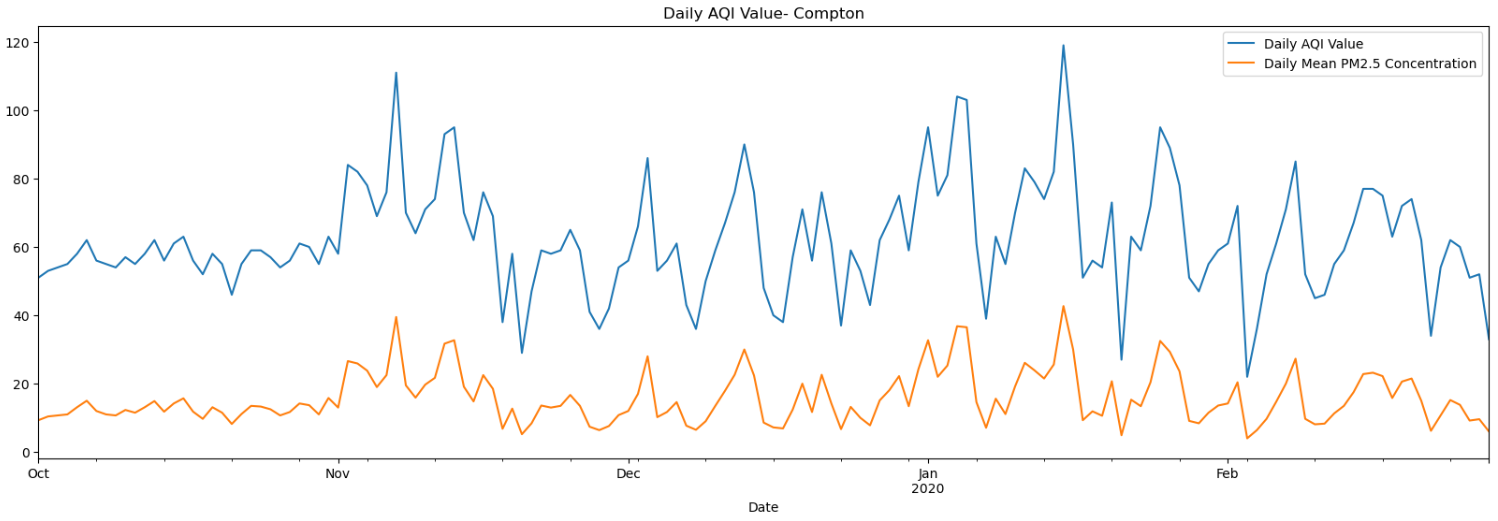 Daily AQI Value- Compton
Daily AQI Value
Daily Mean PM2.5 Concentration
120
100
80
60
40
20
0
Oct Nov Dec Jan Feb
2020
Date